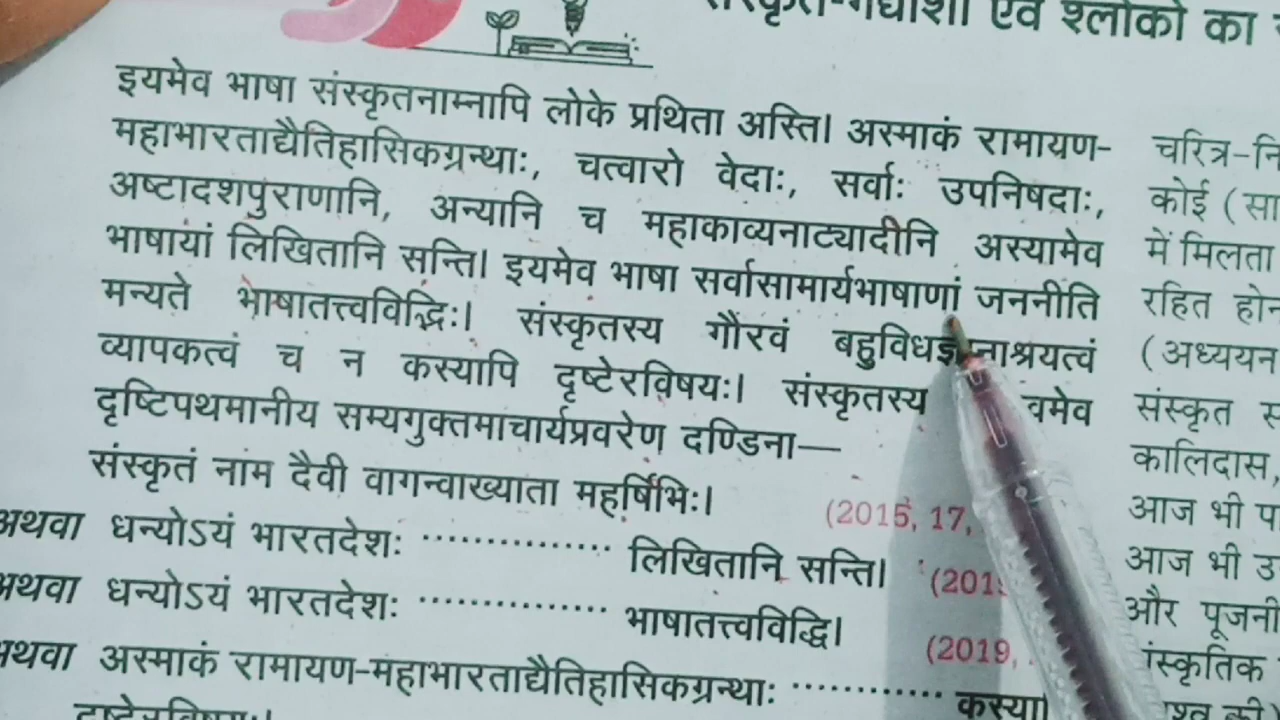 संस्कृत-गद्यांशों एवं श्लोकों का
इयमेव भाषा संस्कृतनाम्नापि लोके प्रथिता अस्ति। अस्माकं रामायण-
महाभारताद्यैतिहासिकग्रन्थाः, चत्वारो वेदाः, सर्वाः उपनिषदाः,
अष्टादशपुराणानि, अन्यानि च महाकाव्यनाट्यादीनि अस्यामेव
भाषायां लिखितानि सन्ति। इयमेव भाषा सर्वासामार्यभाषाणां जननीति
मन्यते भाषातत्त्वविद्भिः। संस्कृतस्य गौरवं
व्यापकत्वं च न कस्यापि दृष्टेरविषयः। संस्कृतस्य वमेव
दृष्टिपथमानीय सम्यगुक्तमाचार्यप्रवरेण दण्डिना—
संस्कृतं नाम दैवी वागन्वाख्याता महर्षिभिः। (2015, 17,
अथवा धन्योऽयं भारतदेशः ............... लिखितानि सन्ति।
अथवा धन्योऽयं भारतदेशः ............... भाषातत्त्वविद्धि। (2019,
अथवा अस्माकं रामायण-महाभारताद्यैतिहासिकग्रन्थाः ............ कस्या
दृष्टेरविषयः।
चरित्र-नि
कोई (सा
में मिलता
रहित होन
(अध्ययन
संस्कृत
कालिदास,
आज भी प
आज भी उ
और पूजनी